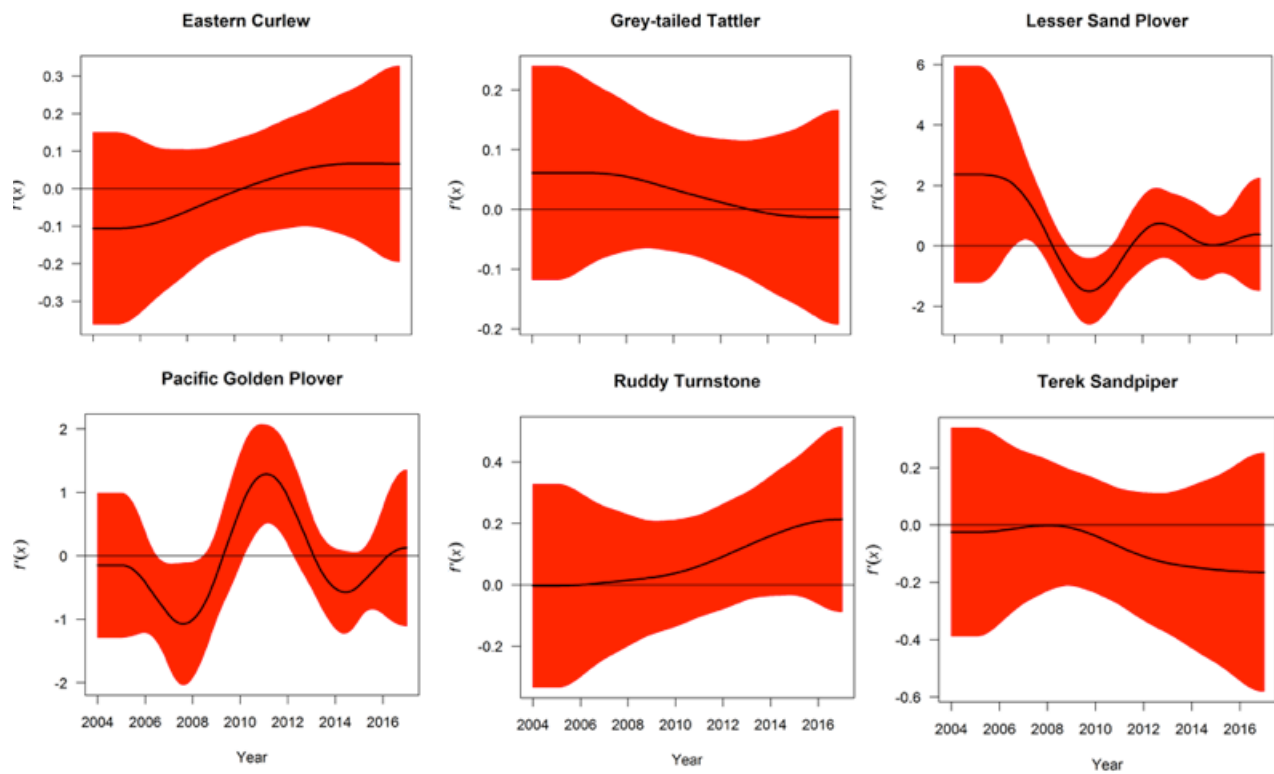 Eastern Curlew
Grey-tailed Tattler
Lesser Sand Plover
0.3
0.2
0.1
0.0
-0.1
-0.2
-0.3
f'(x)
0.2
0.1
0.0
-0.1
-0.2
f'(x)
6
4
2
0
-2
f'(x)
Pacific Golden Plover
Ruddy Turnstone
Terek Sandpiper
2
1
0
-1
-2
f'(x)
2004 2006 2008 2010 2012 2014 2016
Year
0.4
0.2
0.0
-0.2
f'(x)
2004 2006 2008 2010 2012 2014 2016
Year
0.2
0.0
-0.2
-0.4
-0.6
f'(x)
2004 2006 2008 2010 2012 2014 2016
Year